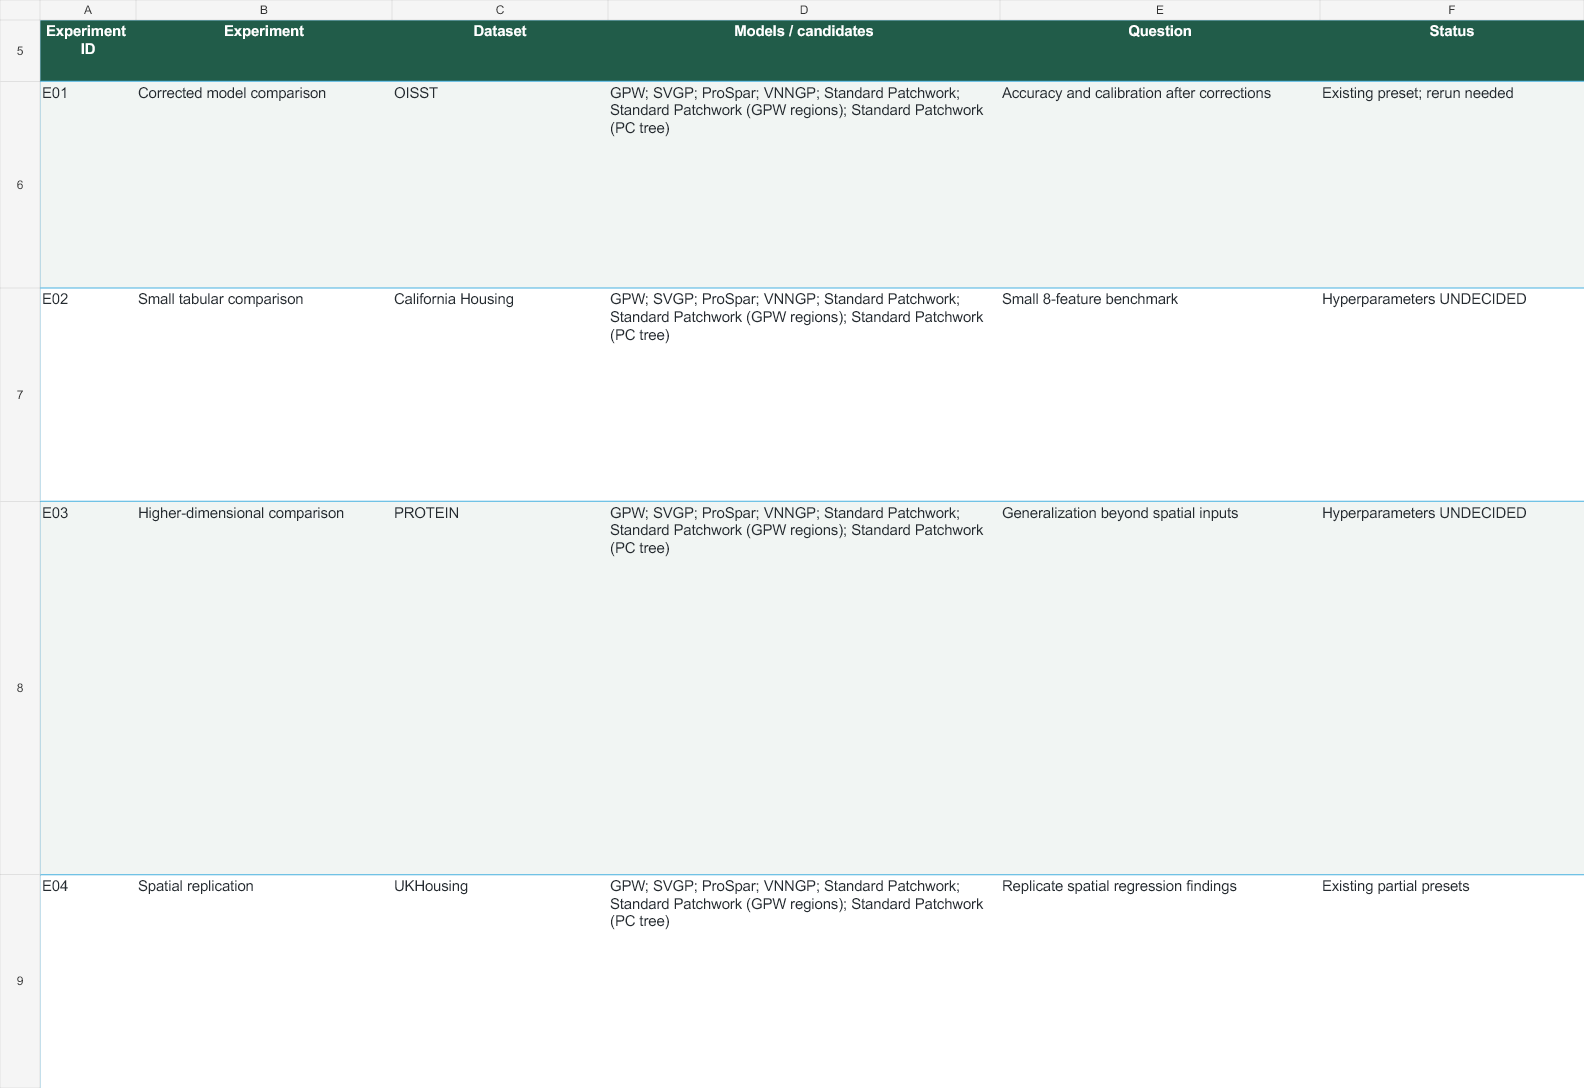 A B C D E F
5 Experiment ID Experiment Dataset Models / candidates Question Status
6 E01 Corrected model comparison OISST GPW; SVGP; ProSpar; VNNGP; Standard Patchwork; Accuracy and calibration after corrections Existing preset; rerun needed
Standard Patchwork (GPW regions); Standard Patchwork
(PC tree)
7 E02 Small tabular comparison California Housing GPW; SVGP; ProSpar; VNNGP; Standard Patchwork; Small 8-feature benchmark Hyperparameters UNDECIDED
Standard Patchwork (GPW regions); Standard Patchwork
(PC tree)
8 E03 Higher-dimensional comparison PROTEIN GPW; SVGP; ProSpar; VNNGP; Standard Patchwork; Generalization beyond spatial inputs Hyperparameters UNDECIDED
Standard Patchwork (GPW regions); Standard Patchwork
(PC tree)
9 E04 Spatial replication UKHousing GPW; SVGP; ProSpar; VNNGP; Standard Patchwork; Replicate spatial regression findings Existing partial presets
Standard Patchwork (GPW regions); Standard Patchwork
(PC tree)